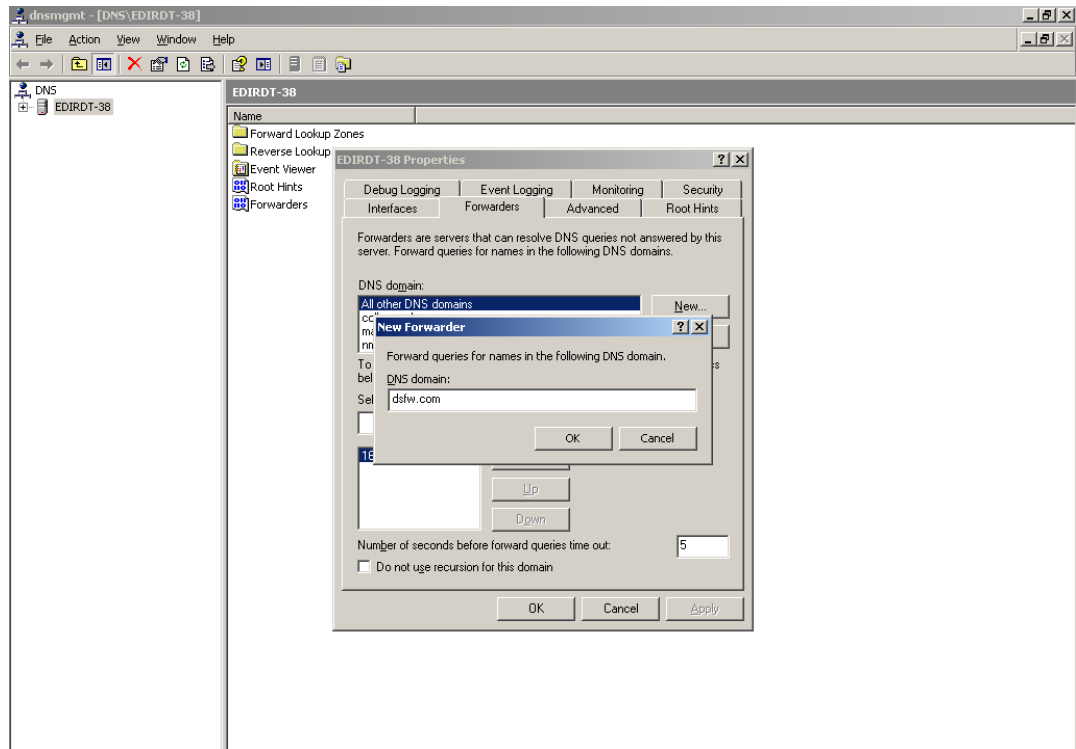 dnsmgmt - [DNS\EDIRDT-38]
File Action View Window Help
DNS
EDIRDT-38
EDIRDT-38
Name
Forward Lookup Zones
Reverse Lookup
Event Viewer
Root Hints
Forwarders
EDIRDT-38 Properties
Debug Logging Event Logging Monitoring Security
Interfaces Forwarders Advanced Root Hints
Forwarders are servers that can resolve DNS queries not answered by this
server. Forward queries for names in the following DNS domains.
DNS domain:
All other DNS domains
New...
New Forwarder
Forward queries for names in the following DNS domain.
To
DNS domain:
dsfw.com
OK Cancel
Up
Down
Number of seconds before forward queries time out: 5
Do not use recursion for this domain
OK Cancel Apply